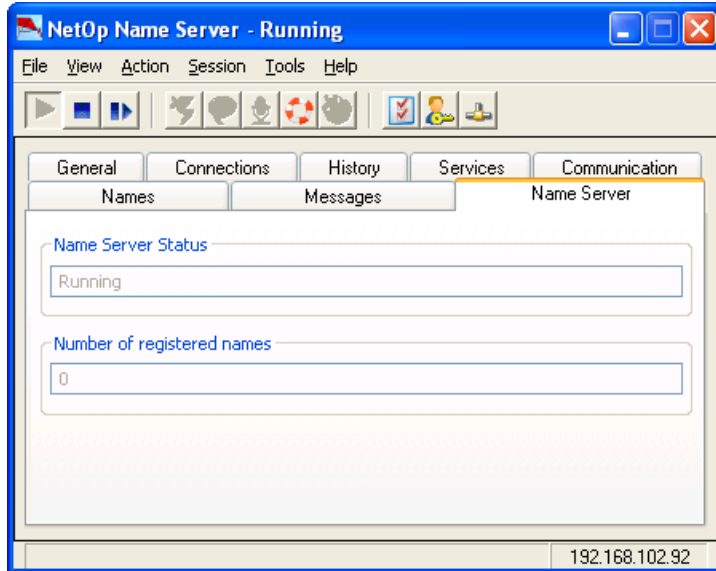 NetOp Name Server - Running
File View Action Session Tools Help
General Connections History Services Communication
Names Messages Name Server
Name Server Status
Running
Number of registered names
0
192.168.102.92